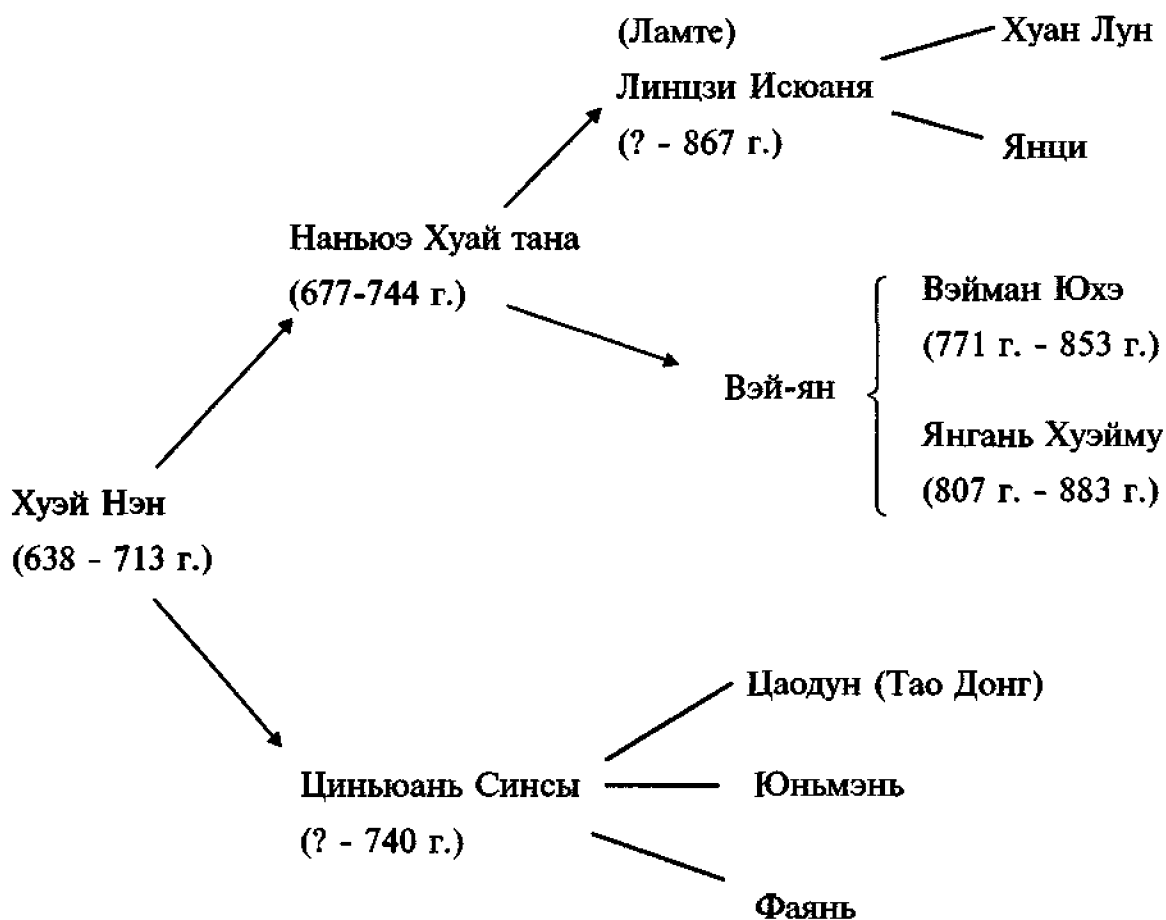 (Ламте)
Линцзи Исюаня
(? - 867 г.)
Хуан Лун
Янци
Наньюэ Хуай тана
(677-744 г.)
Вэй-ян
Вэйман Юхэ
(771 г. - 853 г.)
Янгань Хуэйму
(807 г. - 883 г.)
Хуэй Нэн
(638 - 713 г.)
Циньюань Синсы
(? - 740 г.)
Цаодун (Тао Донг)
Юньмэнь
Фаянь